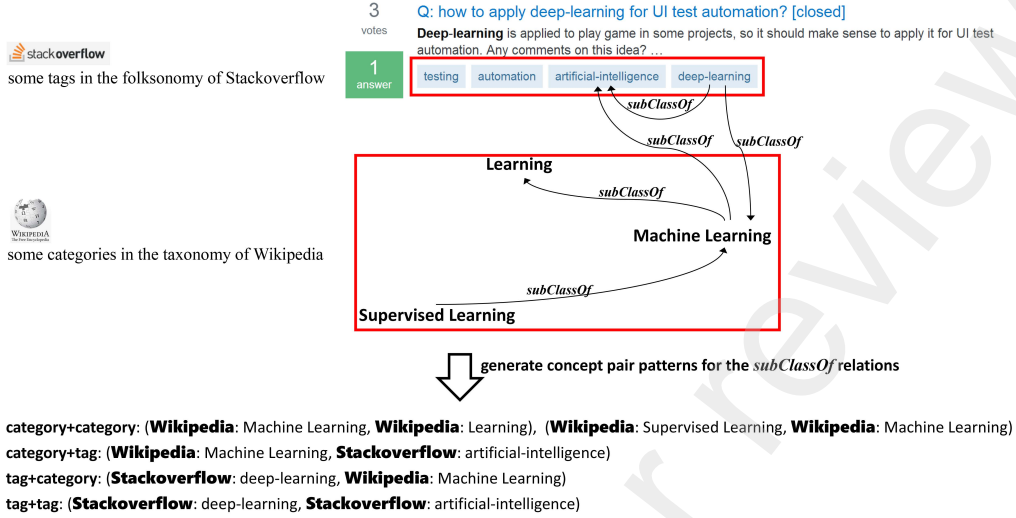 3
votes
Q: how to apply deep-learning for UI test automation? [closed]
Deep-learning is applied to play game in some projects, so it should make sense to apply it for UI test
automation. Any comments on this idea? …
stackoverflow
some tags in the folksonomy of Stackoverflow
1
answer
testing automation artificial-intelligence deep-learning
subClassOf
subClassOf subClassOf
Learning
subClassOf
WIKIPEDIA
The Free Encyclopedia
some categories in the taxonomy of Wikipedia
Machine Learning
subClassOf
Supervised Learning
generate concept pair patterns for the subClassOf relations
category+category: (Wikipedia: Machine Learning, Wikipedia: Learning), (Wikipedia: Supervised Learning, Wikipedia: Machine Learning)
category+tag: (Wikipedia: Machine Learning, Stackoverflow: artificial-intelligence)
tag+category: (Stackoverflow: deep-learning, Wikipedia: Machine Learning)
tag+tag: (Stackoverflow: deep-learning, Stackoverflow: artificial-intelligence)
r review